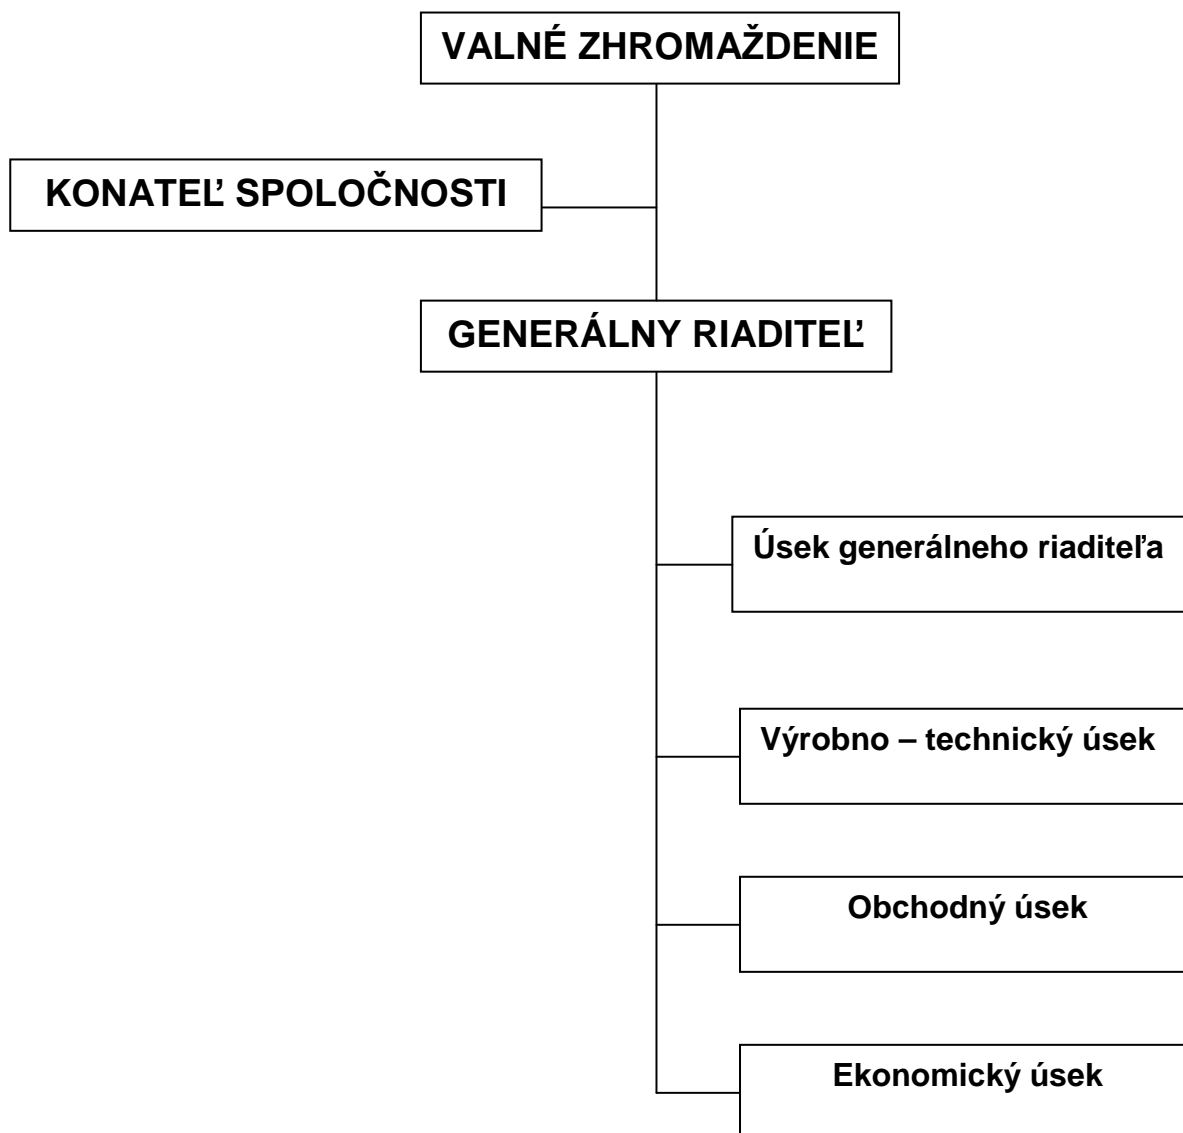 VALNÉ ZHROMAŽDENIE
KONATEĽ SPOLOČNOSTI
GENERÁLNY RIADITEĽ
Úsek generálneho riaditeľa
Výrobno – technický úsek
Obchodný úsek
Ekonomický úsek